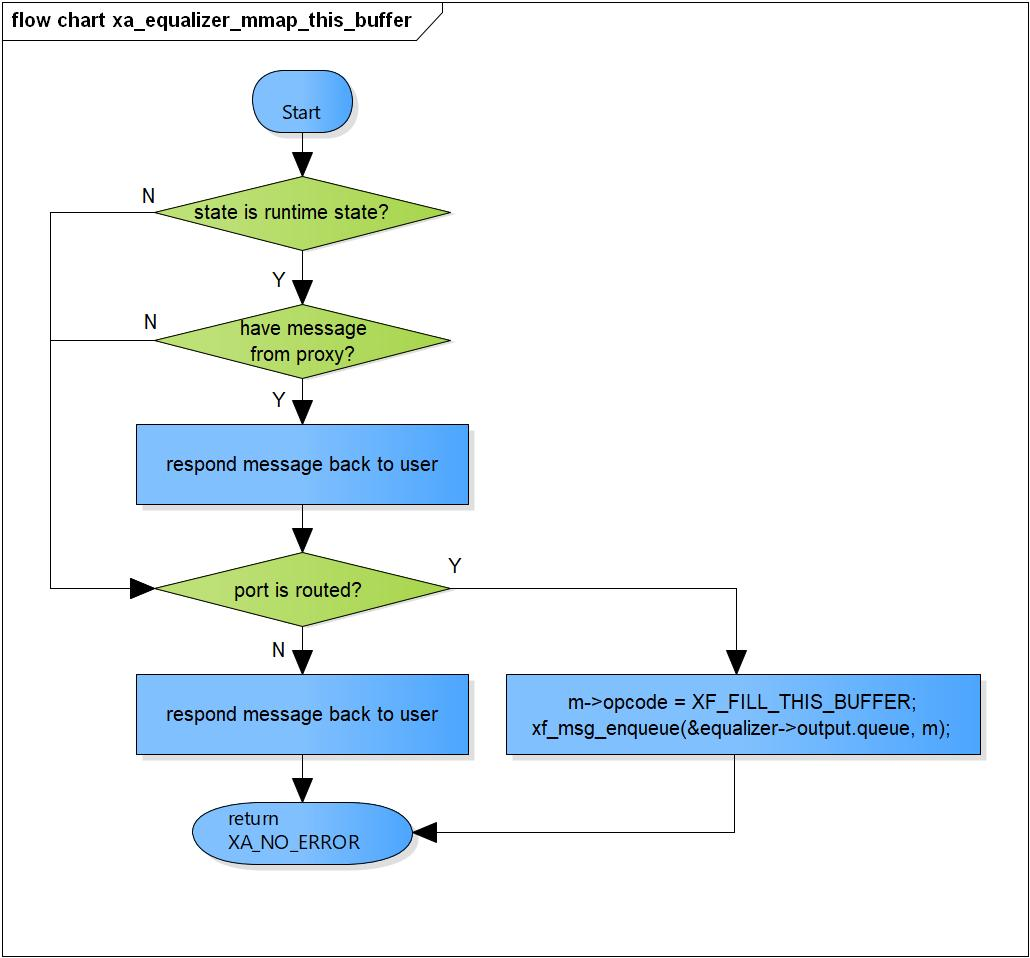 flow chart xa_equalizer_mmap_this_buffer
Start
N
state is runtime state?
Y
N
have message
from proxy?
Y
respond message back to user
Y
port is routed?
N
respond message back to user
m->opcode = XF_FILL_THIS_BUFFER;
xf_msg_enqueue(&equalizer->output.queue, m);
return
XA_NO_ERROR